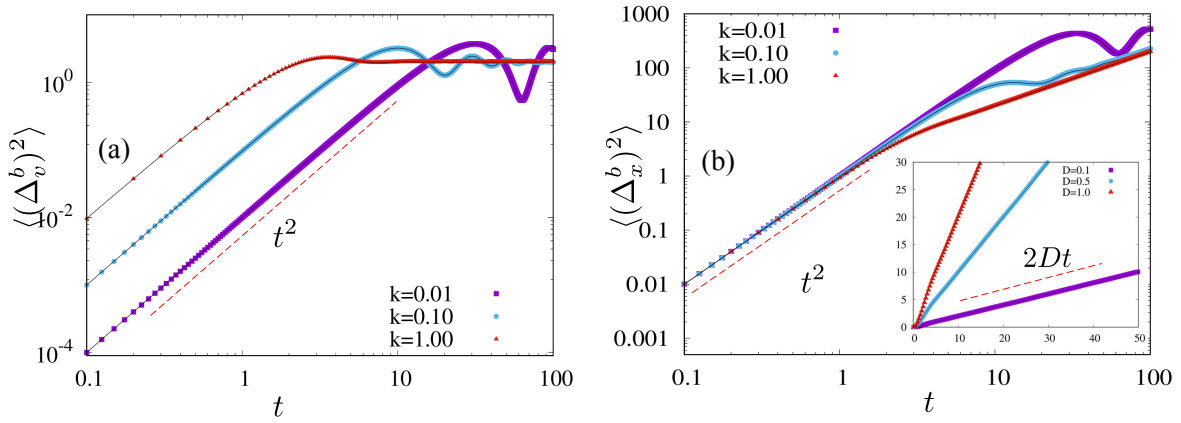 ⟨(Δ_v^b)^2⟩
10^0
10^-2
10^-4
(a)
t^2
k=0.01
k=0.10
k=1.00
0.1
1
10
100
t
⟨(Δ_x^b)^2⟩
1000
100
10
1
0.1
0.01
0.001
k=0.01
k=0.10
k=1.00
(b)
t^2
30
25
20
15
10
5
0
D=0.1
D=0.5
D=1.0
2Dt
0 10 20 30 40 50
0.1
1
10
100
t